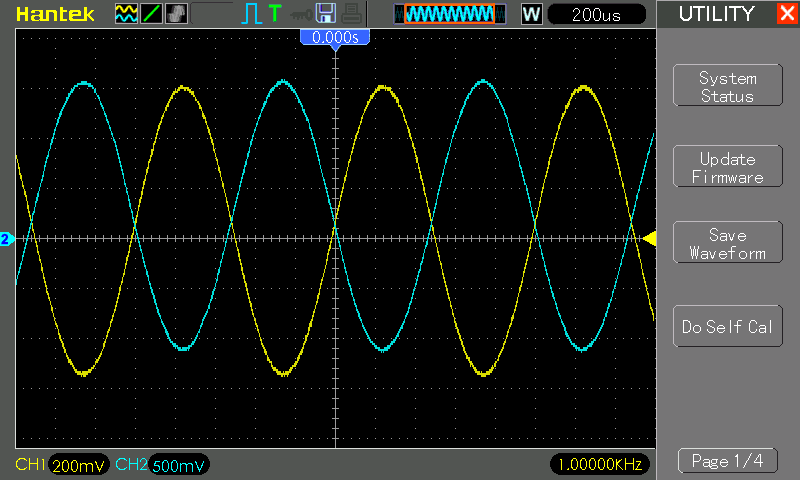 Hantek T W 200us UTILITY X
0.000s
System
Status
Update
Firmware
2
Save
Waveform
Do Self Cal
CH1 200mV CH2 500mV 1.00000KHz
Page 1/4